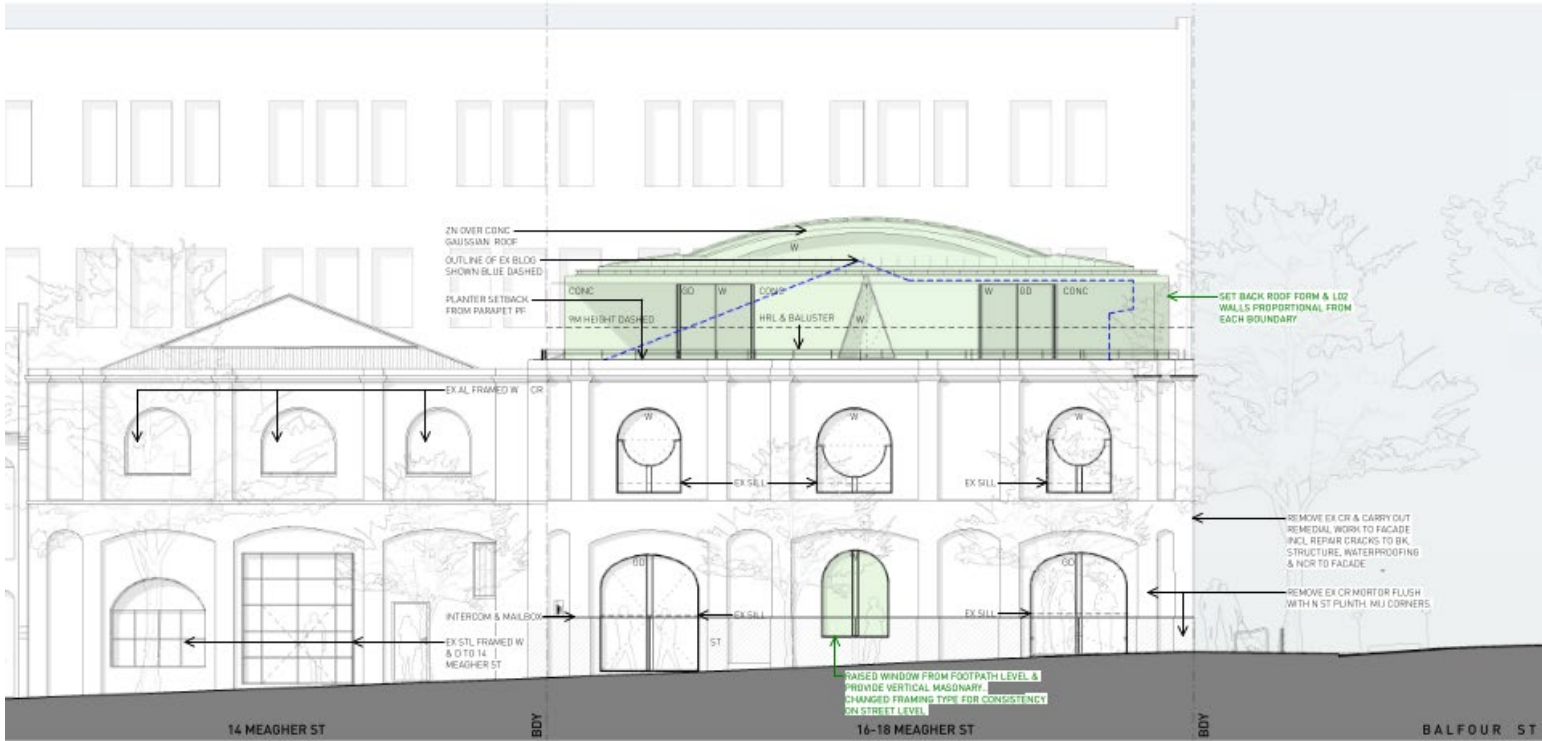 ZN OVER CONC
GAUSSIAN ROOF
W
OUTLINE OF EX BLDG
SHOWN BLUE DASHED
PLANTER SETBACK
FROM PARAPET PF
CONC
GD
W
CONC
W
W
GD
CONC
9M HEIGHT DASHED
HRL & BALUSTER
SET BACK ROOF FORM & L02
WALLS PROPORTIONAL FROM
EACH BOUNDARY
EX AL FRAMED W
CR
W
W
W
EX SILL
EX SILL
REMOVE EX CR & CARRY OUT
REMEDIAL WORK TO FACADE
INCL REPAIR CRACKS TO BK,
STRUCTURE, WATERPROOFING
& NCR TO FACADE
GD
GD
REMOVE EX CR MORTOR FLUSH
WITH N ST PLINTH. MIJ CORNERS.
INTERCOM & MAILBOX
EX SILL
EX SILL
EX STL FRAMED W
& D TO 14
MEAGHER ST
ST
RAISED WINDOW FROM FOOTPATH LEVEL &
PROVIDE VERTICAL MASONARY.
CHANGED FRAMING TYPE FOR CONSISTENCY
ON STREET LEVEL
14 MEAGHER ST
BDY
16-18 MEAGHER ST
BDY
BALFOUR ST